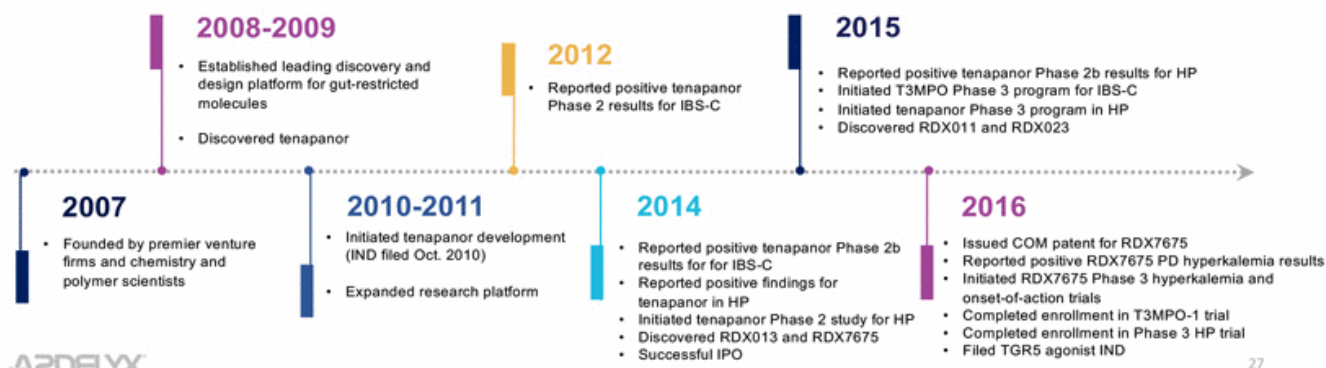 2008-2009
• Established leading discovery and
design platform for gut-restricted
molecules
• Discovered tenapanor
2012
• Reported positive tenapanor
Phase 2 results for IBS-C
2015
• Reported positive tenapanor Phase 2b results for HP
• Initiated T3MPO Phase 3 program for IBS-C
• Initiated tenapanor Phase 3 program in HP
• Discovered RDX011 and RDX023
2007
• Founded by premier venture
firms and chemistry and
polymer scientists
2010-2011
• Initiated tenapanor development
(IND filed Oct. 2010)
• Expanded research platform
2014
• Reported positive tenapanor Phase 2b
results for for IBS-C
• Reported positive findings for
tenapanor in HP
• Initiated tenapanor Phase 2 study for HP
• Discovered RDX013 and RDX7675
• Successful IPO
2016
• Issued COM patent for RDX7675
• Reported positive RDX7675 PD hyperkalemia results
• Initiated RDX7675 Phase 3 hyperkalemia and
onset-of-action trials
• Completed enrollment in T3MPO-1 trial
• Completed enrollment in Phase 3 HP trial
• Filed TGR5 agonist IND
ARDELYX
27